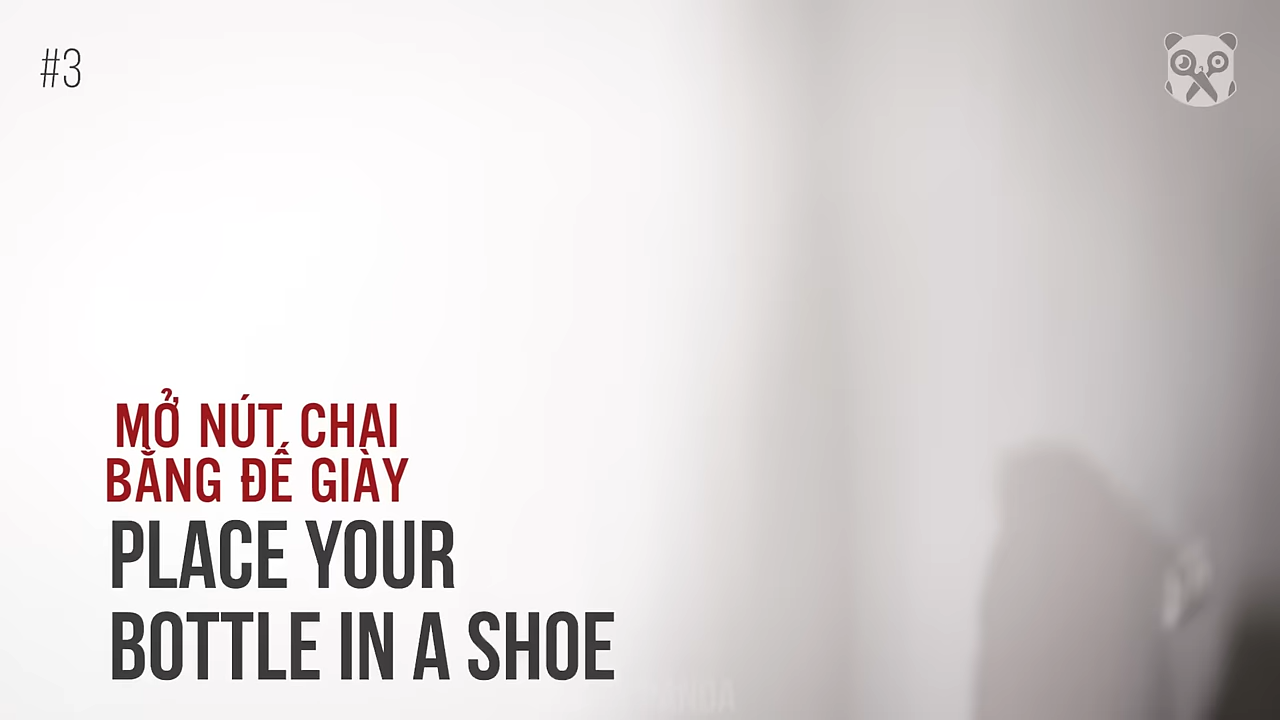 #3
MỞ NÚT CHAI
BẰNG ĐẾ GIÀY
PLACE YOUR
BOTTLE IN A SHOE